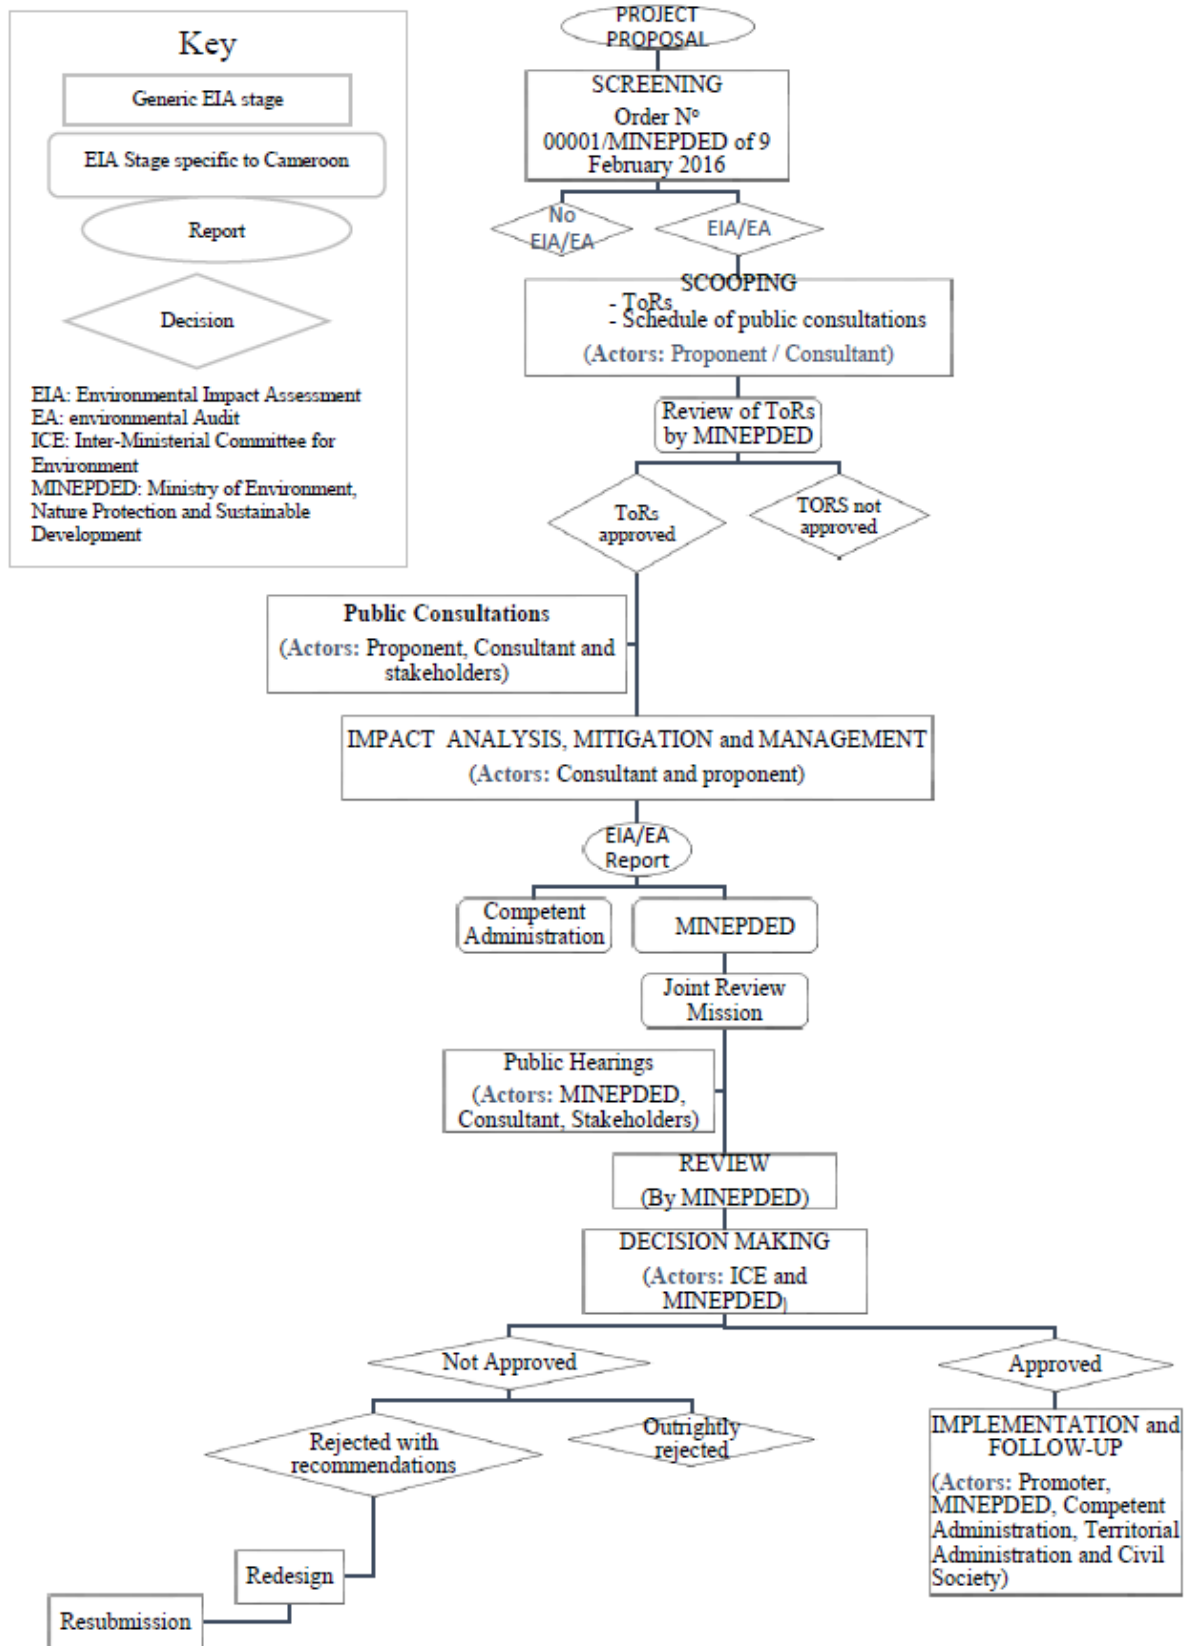 Key
Generic EIA stage
EIA Stage specific to Cameroon
Report
Decision
EIA: Environmental Impact Assessment
EA: environmental Audit
ICE: Inter-Ministerial Committee for
Environment
MINEPDED: Ministry of Environment,
Nature Protection and Sustainable
Development
PROJECT
PROPOSAL
SCREENING
Order Nº
00001/MINEPDED of 9
February 2016
No
EIA/EA
EIA/EA
SCOOPING
- ToRs
- Schedule of public consultations
(Actors: Proponent / Consultant)
Review of ToRs
by MINEPDED
ToRs
approved
TORS not
approved
Public Consultations
(Actors: Proponent, Consultant and
stakeholders)
IMPACT ANALYSIS, MITIGATION and MANAGEMENT
(Actors: Consultant and proponent)
EIA/EA
Report
Competent
Administration
MINEPDED
Joint Review
Mission
Public Hearings
(Actors: MINEPDED,
Consultant, Stakeholders)
REVIEW
(By MINEPDED)
DECISION MAKING
(Actors: ICE and
MINEPDED)
Not Approved
Approved
Rejected with
recommendations
Outrightly
rejected
IMPLEMENTATION and
FOLLOW-UP
(Actors: Promoter,
MINEPDED, Competent
Administration, Territorial
Administration and Civil
Society)
Redesign
Resubmission